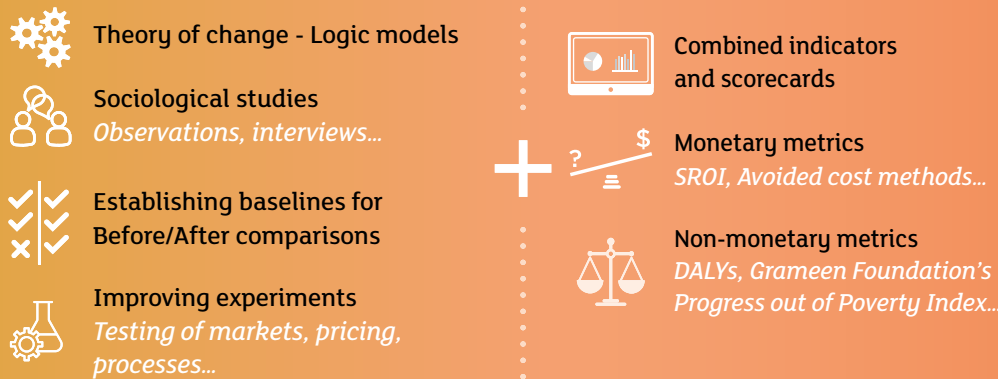 Theory of change - Logic models
Sociological studies
Observations, interviews...
Establishing baselines for
Before/After comparisons
Improving experiments
Testing of markets, pricing,
processes...
+
Combined indicators
and scorecards
? $
Monetary metrics
SROI, Avoided cost methods...
Non-monetary metrics
DALYs, Grameen Foundation's
Progress out of Poverty Index...